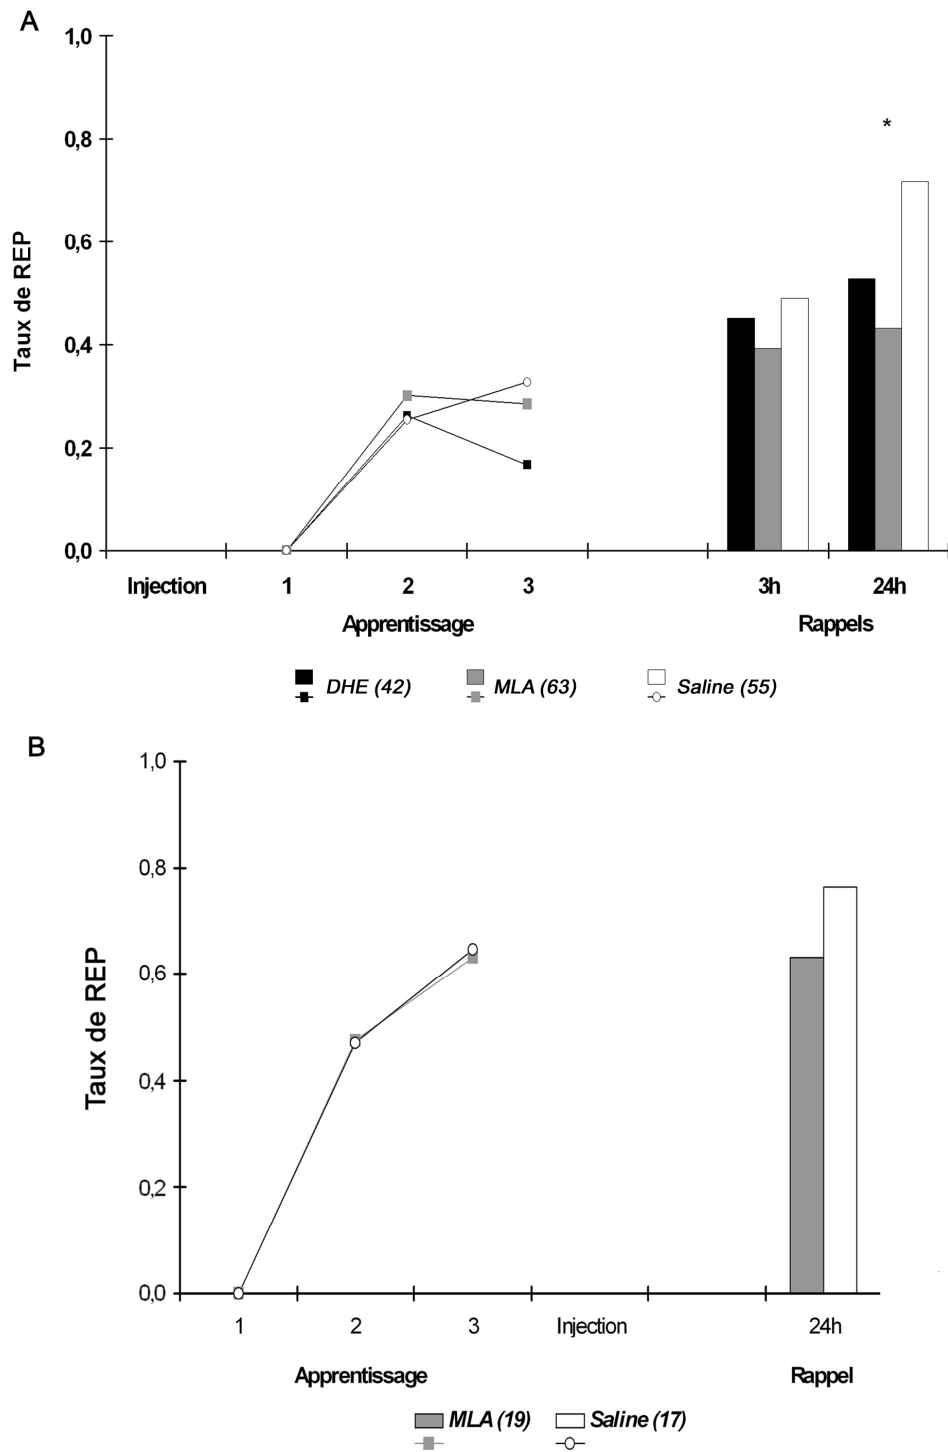 A
1,0
0,8
0,6
0,4
0,2
0,0
Taux de REP
*
Injection 1 2 3 3h 24h
Apprentissage Rappels
DHE (42) MLA (63) Saline (55)
B
1,0
0,8
0,6
0,4
0,2
0,0
Taux de REP
1 2 3 Injection 24h
Apprentissage Rappel
MLA (19) Saline (17)